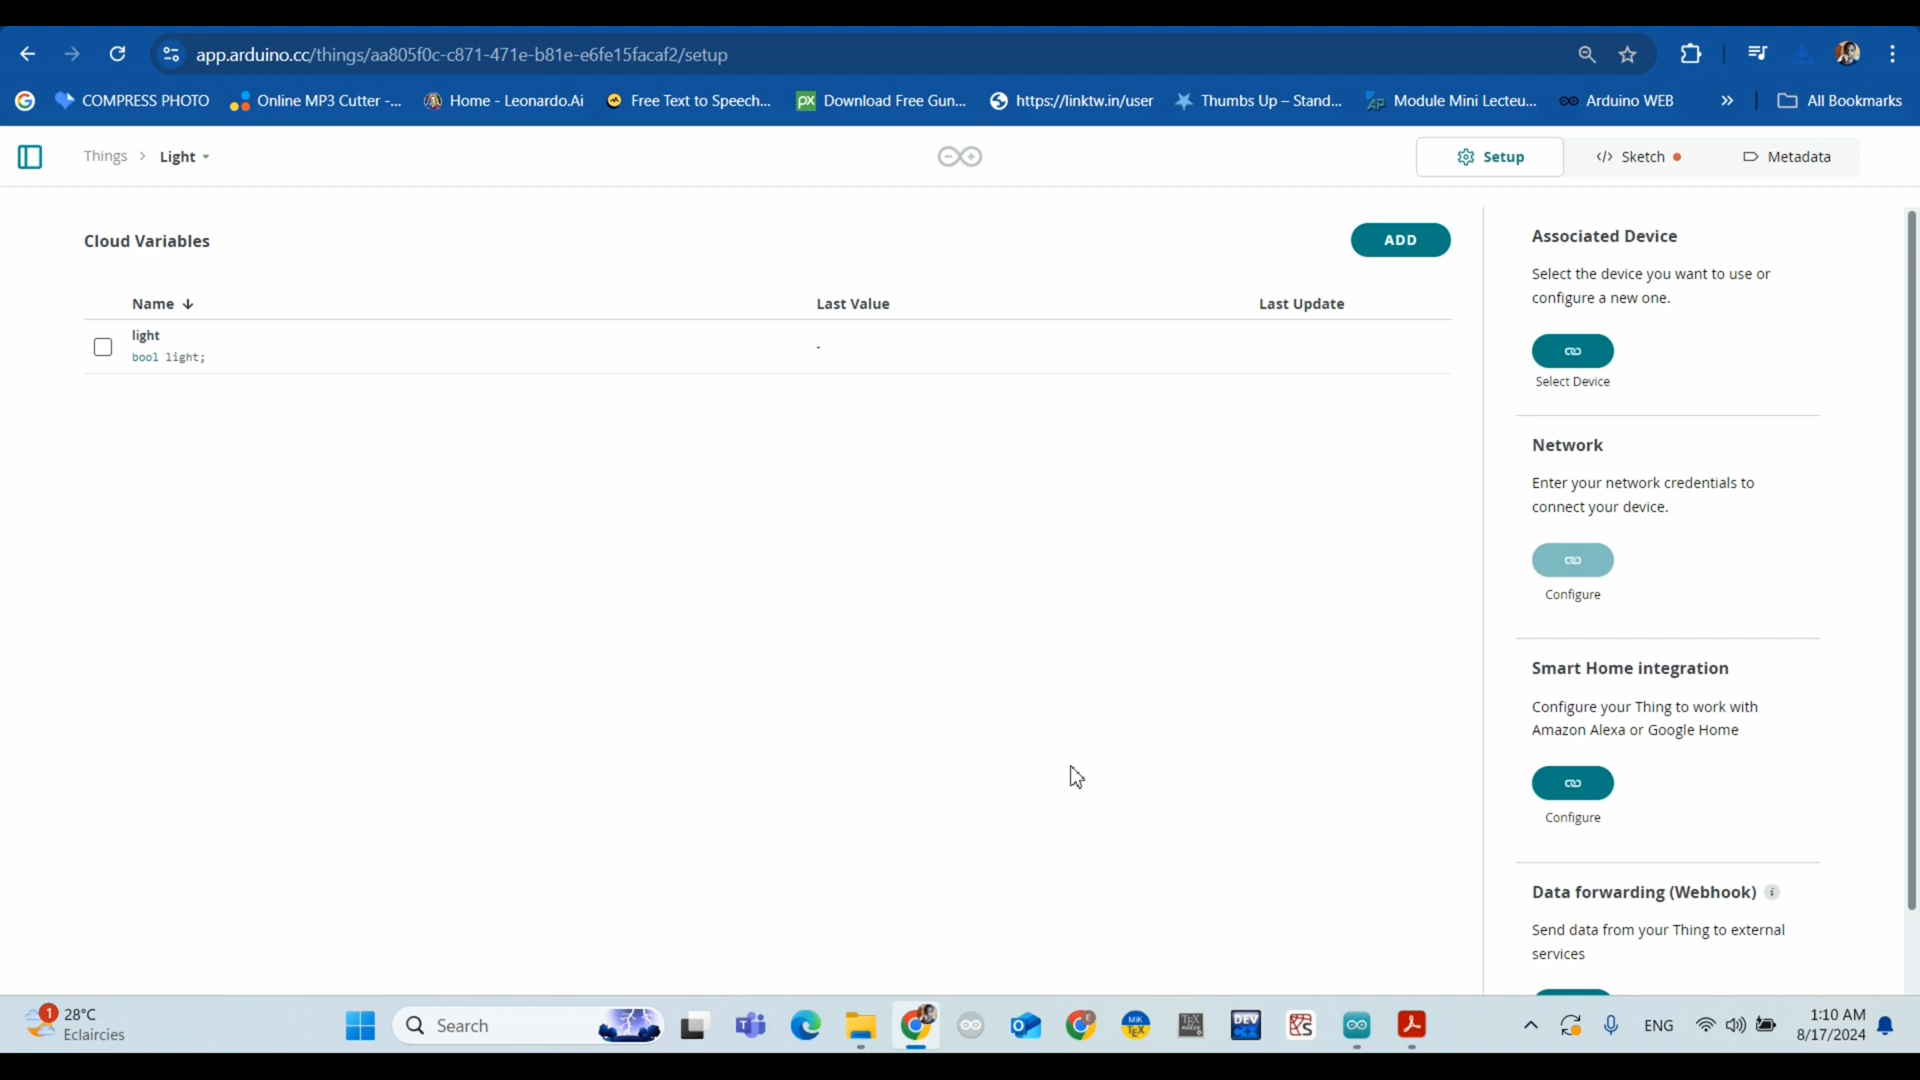 app.arduino.cc/things/aa805f0c-c871-471e-b81e-e6fe15facaf2/setup
COMPRESS PHOTO
Online MP3 Cutter -...
Home - Leonardo.Ai
Free Text to Speech...
px
Download Free Gun...
https://linktw.in/user
Thumbs Up – Stand...
Module Mini Lecteu...
Arduino WEB
All Bookmarks
Things > Light
Setup
</> Sketch
Metadata
Cloud Variables
ADD
Name
Last Value
Last Update
light
bool light;
-
Associated Device
Select the device you want to use or
configure a new one.
Select Device
Network
Enter your network credentials to
connect your device.
Configure
Smart Home integration
Configure your Thing to work with
Amazon Alexa or Google Home
Configure
Data forwarding (Webhook) i
Send data from your Thing to external
services
1
28°C
Eclaircies
Search
DEV
ENG
1:10 AM
8/17/2024